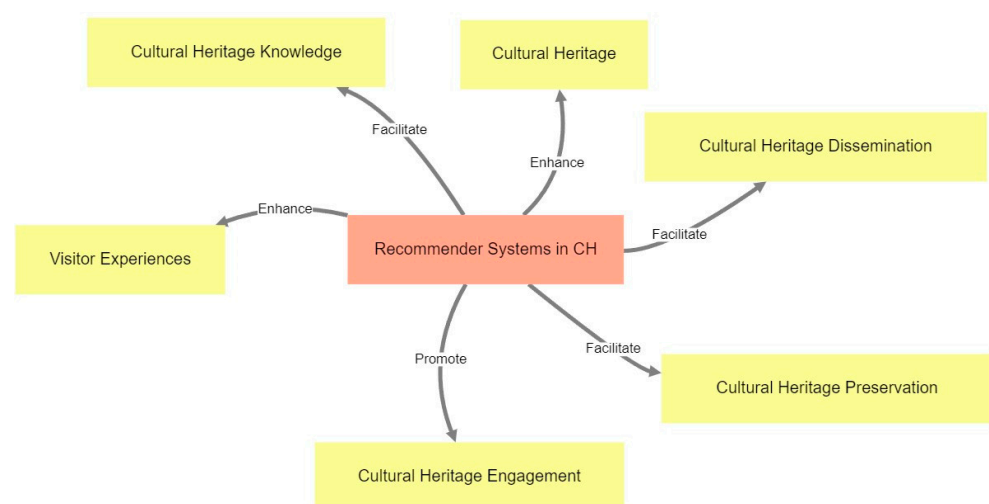 Cultural Heritage Knowledge
Cultural Heritage
Facilitate
Cultural Heritage Dissemination
Enhance
Enhance
Facilitate
Visitor Experiences
Recommender Systems in CH
Promote
Facilitate
Cultural Heritage Preservation
Cultural Heritage Engagement